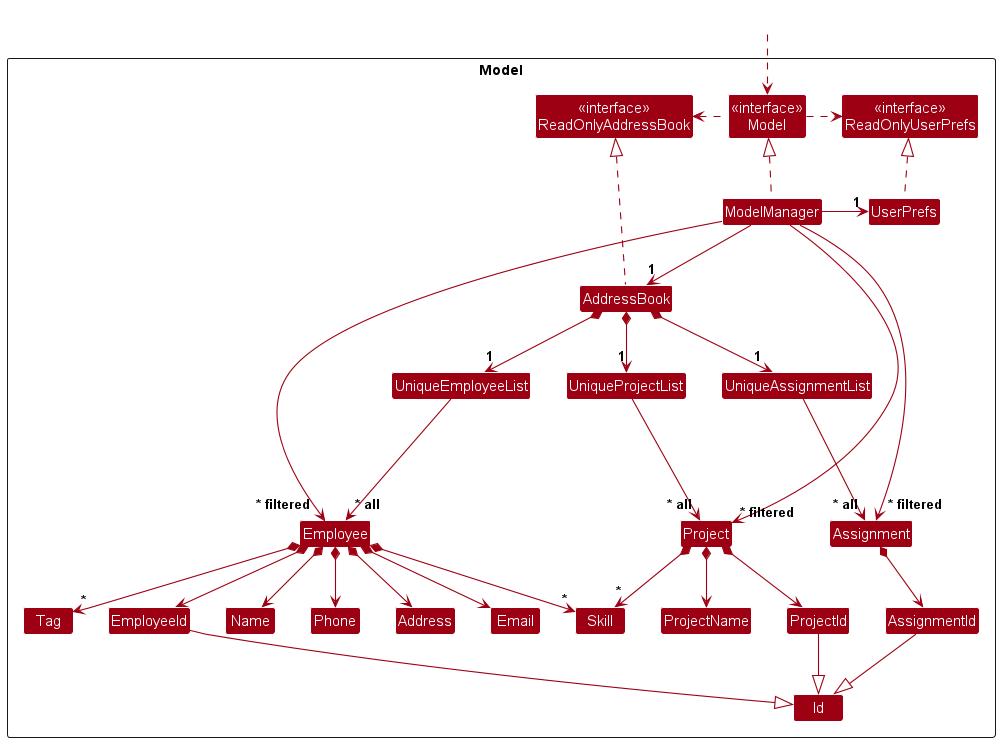 Model
«interface»
ReadOnlyAddressBook
«interface»
Model
«interface»
ReadOnlyUserPrefs
ModelManager
1
UserPrefs
1
AddressBook
1
1
1
UniqueEmployeeList
UniqueProjectList
UniqueAssignmentList
* filtered
* all
* all
* filtered
* all
* filtered
Employee
Project
Assignment
*
*
*
Tag
EmployeeId
Name
Phone
Address
Email
Skill
ProjectName
ProjectId
AssignmentId
Id